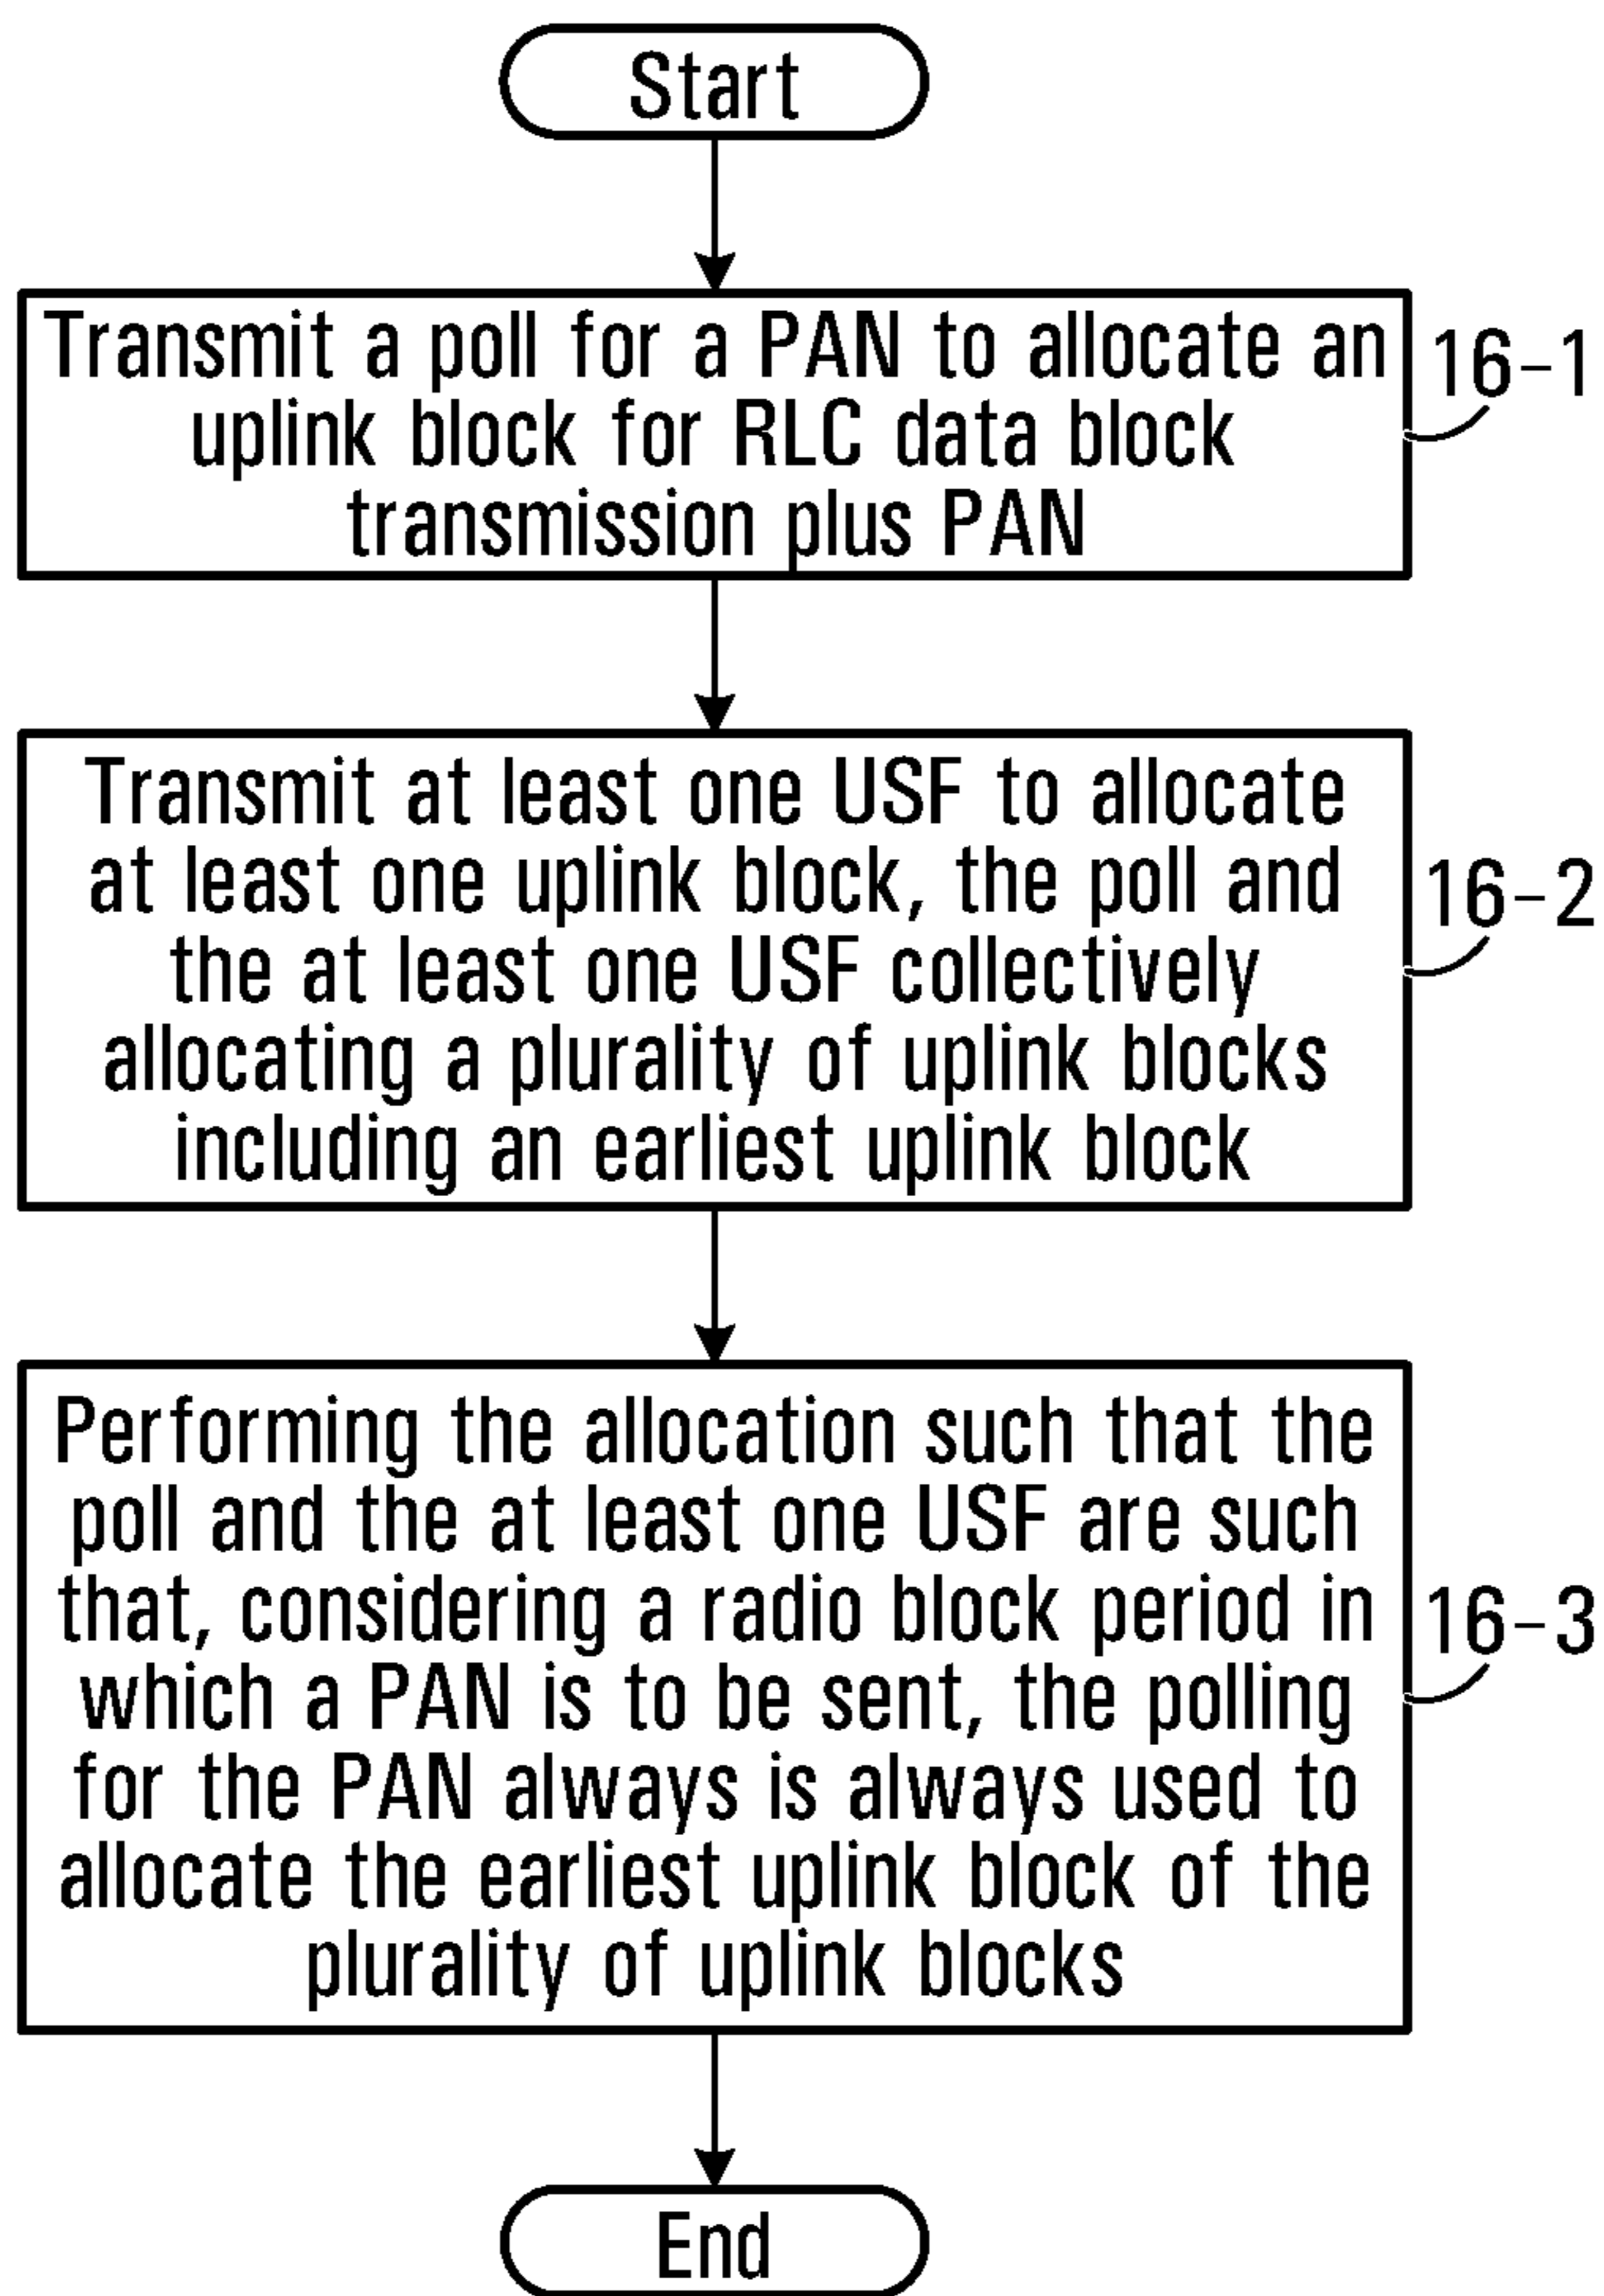 Start
Transmit a poll for a PAN to allocate an
uplink block for RLC data block
transmission plus PAN
16-1
Transmit at least one USF to allocate
at least one uplink block, the poll and
the at least one USF collectively
allocating a plurality of uplink blocks
including an earliest uplink block
16-2
Performing the allocation such that the
poll and the at least one USF are such
that, considering a radio block period in
which a PAN is to be sent, the polling
for the PAN always is always used to
allocate the earliest uplink block of the
plurality of uplink blocks
16-3
End